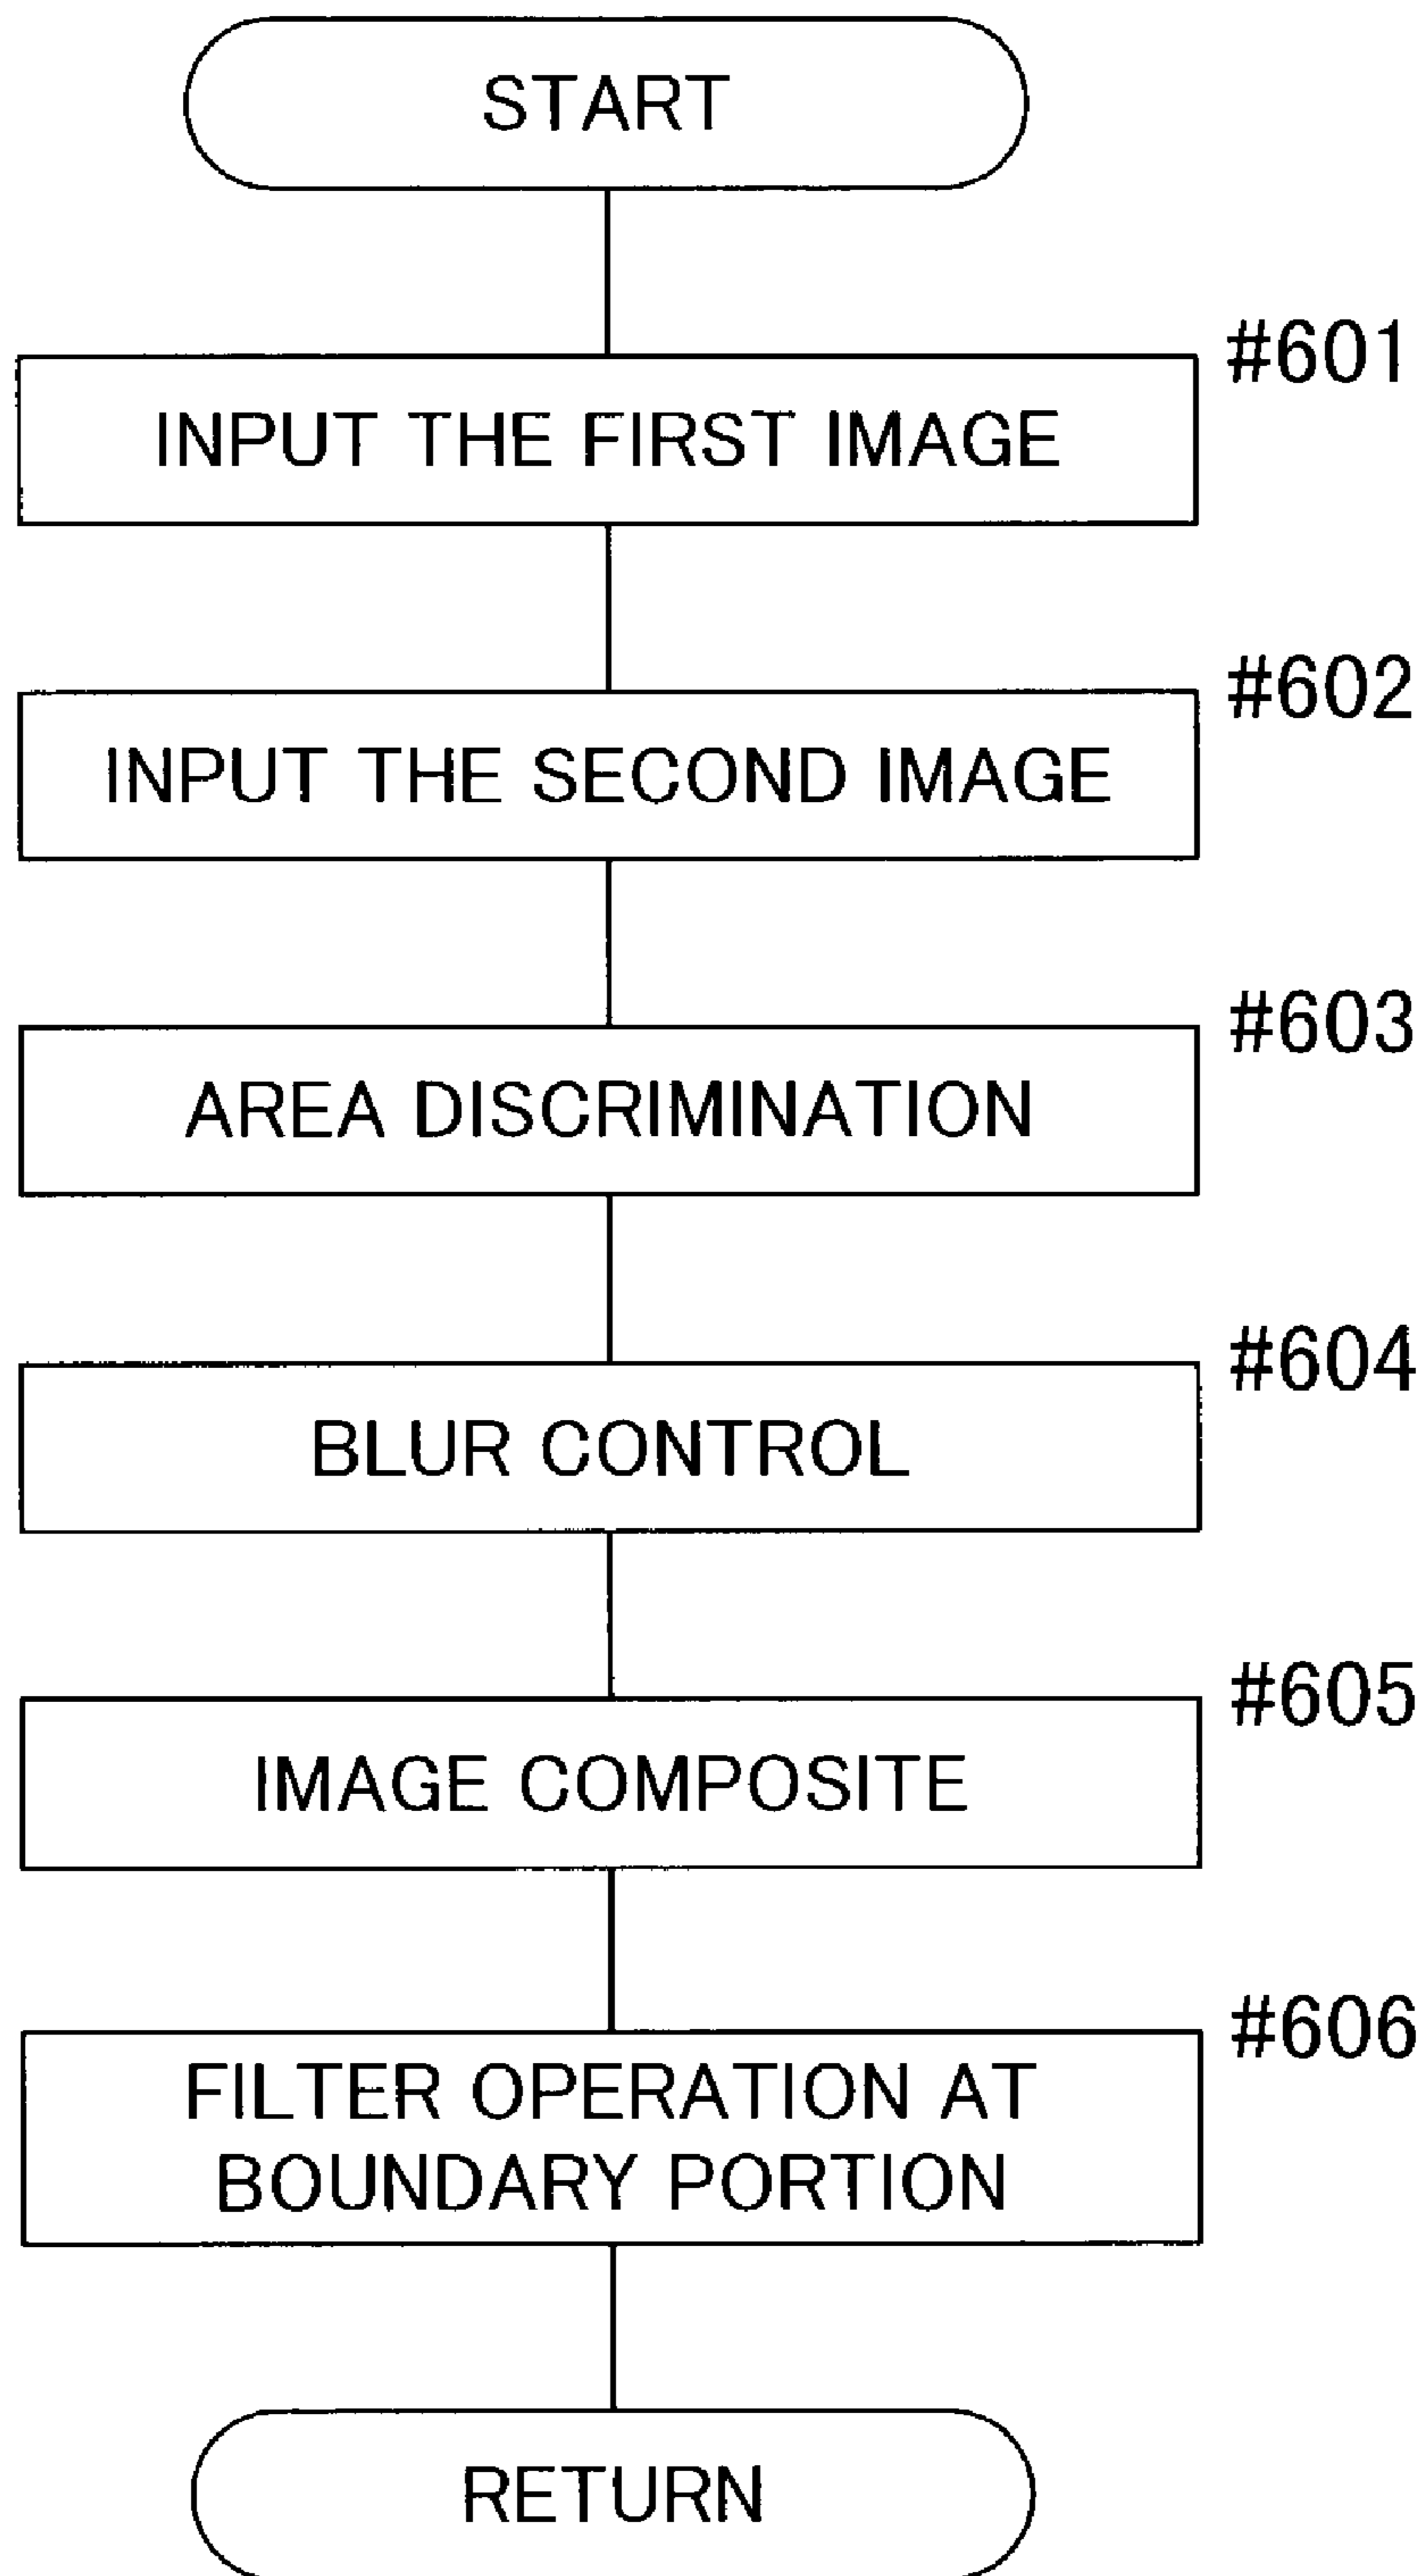 START
#601
INPUT THE FIRST IMAGE
#602
INPUT THE SECOND IMAGE
#603
AREA DISCRIMINATION
#604
BLUR CONTROL
#605
IMAGE COMPOSITE
#606
FILTER OPERATION AT
BOUNDARY PORTION
RETURN